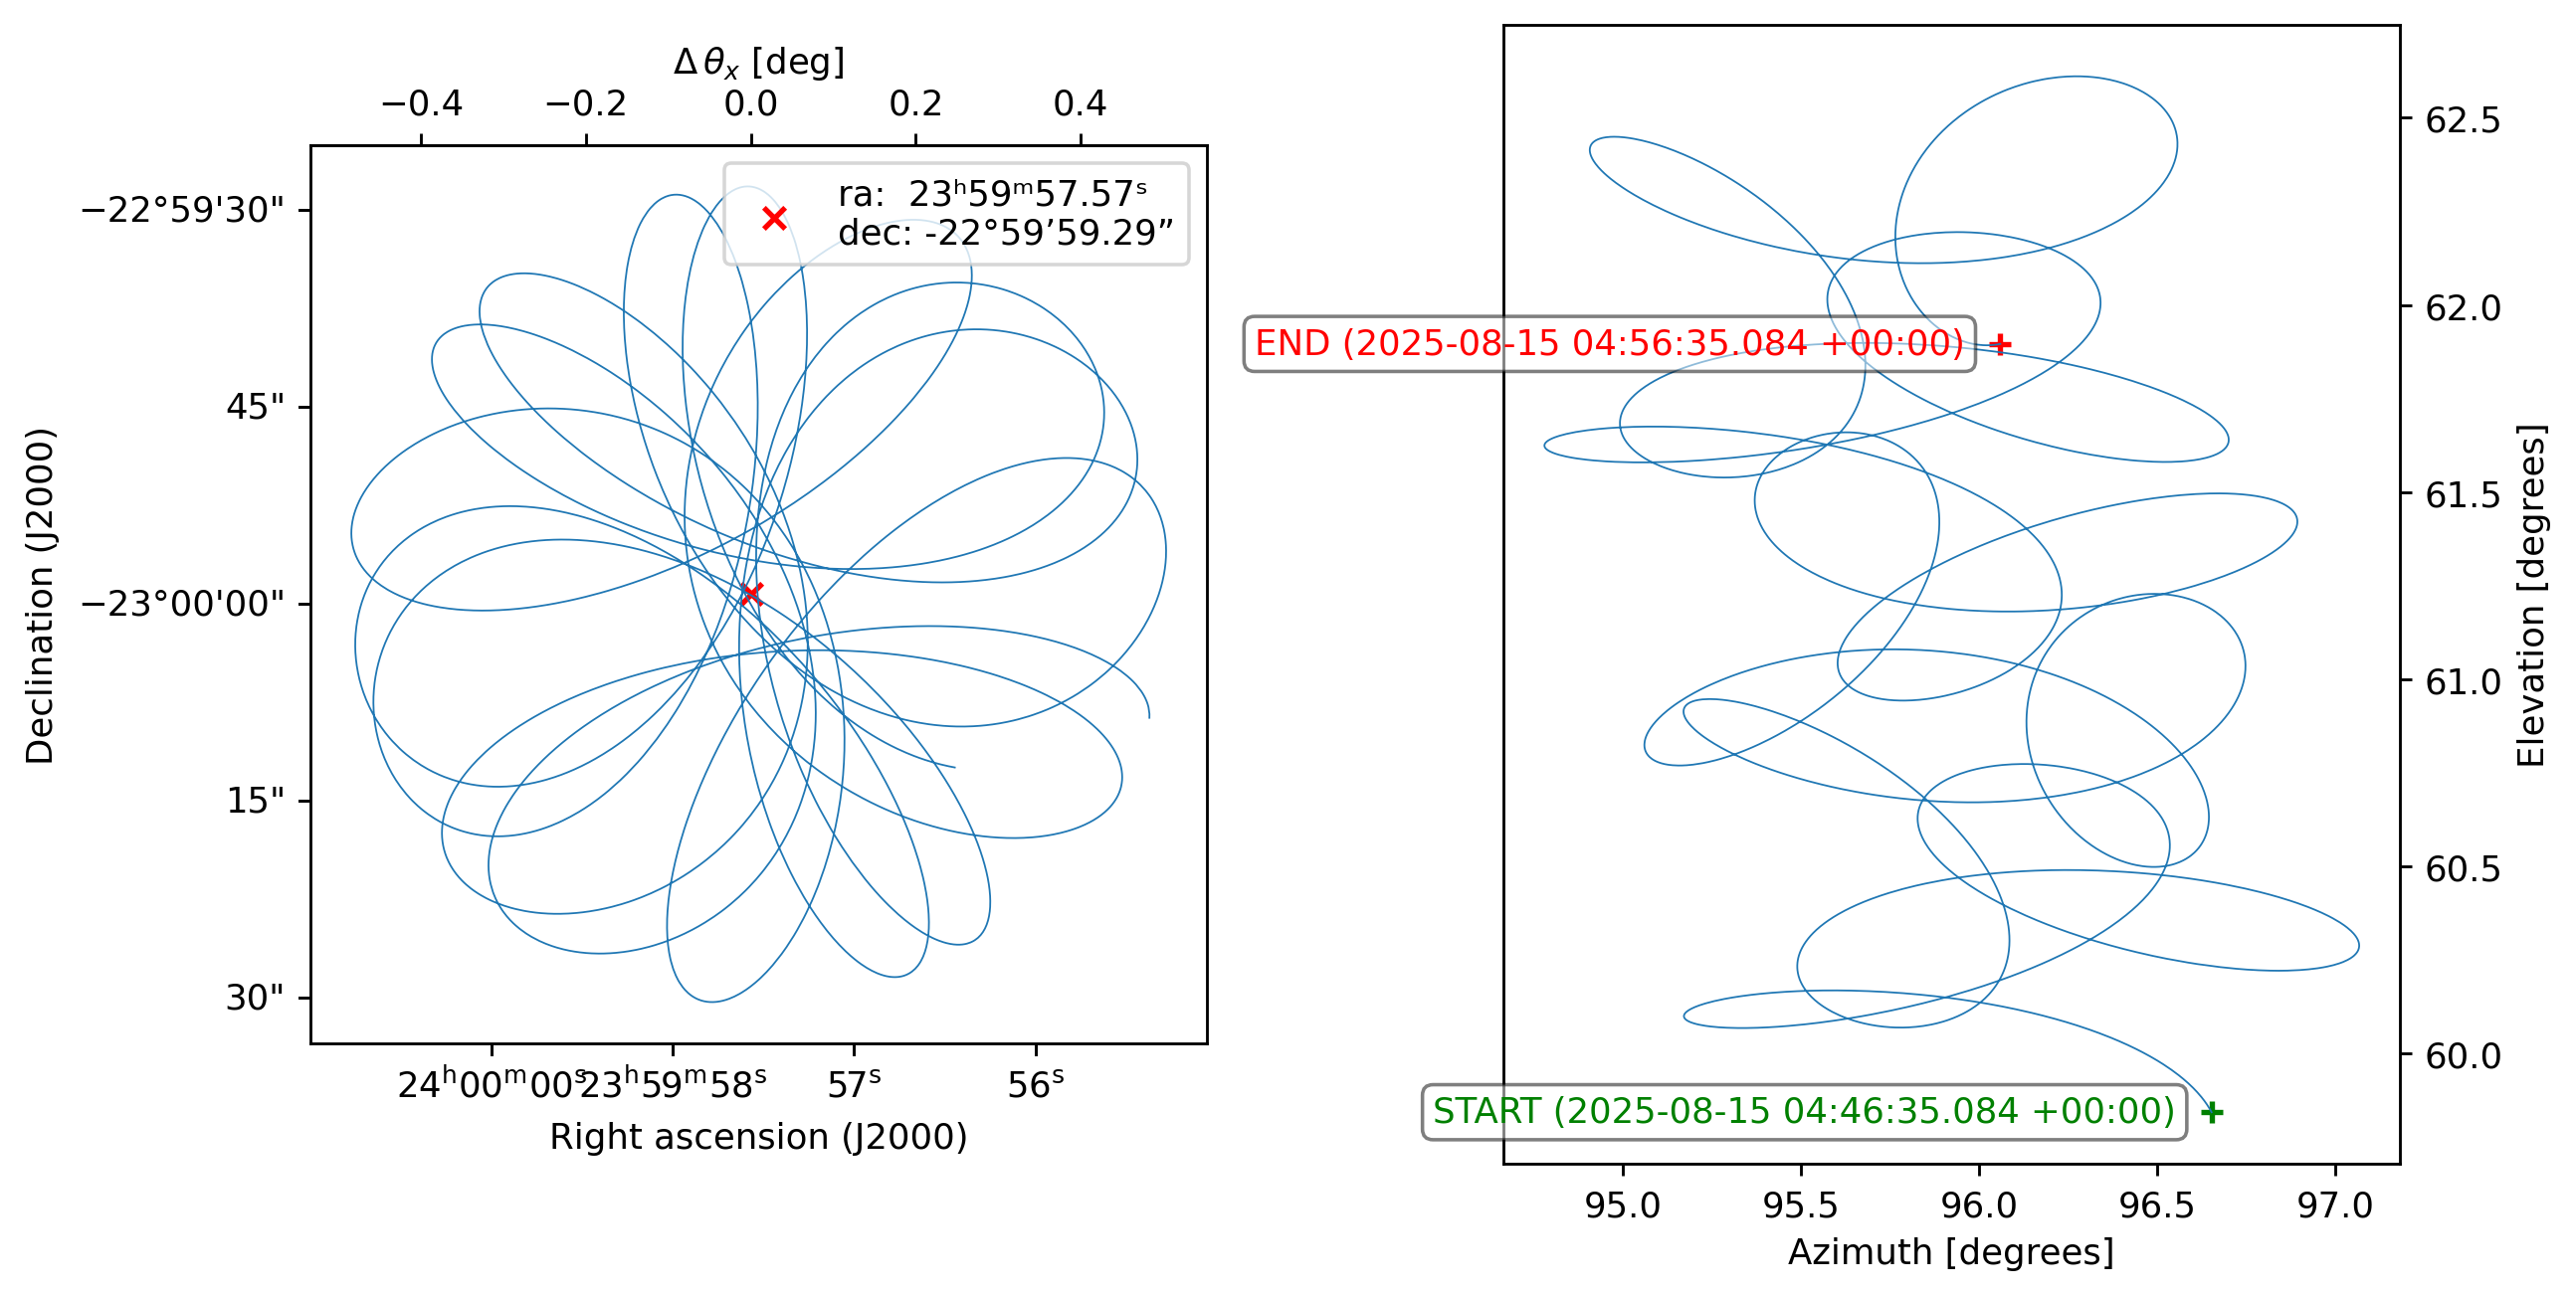 Δ θx [deg]
−0.4 −0.2 0.0 0.2 0.4
ra: 23ʰ59ᵐ57.57ˢ
dec: -22°59’59.29”
−22°59'30"
45"
−23°00'00"
15"
30"
Declination (J2000)
24ʰ00ᵐ00ˢ 23ʰ59ᵐ58ˢ 57ˢ 56ˢ
Right ascension (J2000)
END (2025-08-15 04:56:35.084 +00:00)
START (2025-08-15 04:46:35.084 +00:00)
62.5
62.0
61.5
61.0
60.5
60.0
Elevation [degrees]
95.0 95.5 96.0 96.5 97.0
Azimuth [degrees]